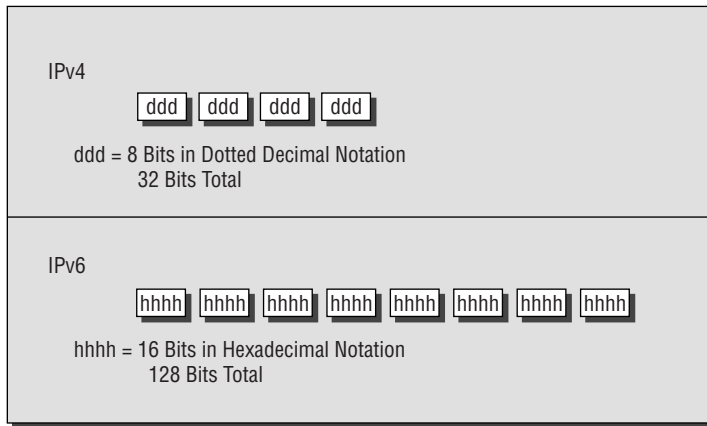 IPv4
ddd ddd ddd ddd
ddd = 8 Bits in Dotted Decimal Notation
32 Bits Total
IPv6
hhhh hhhh hhhh hhhh hhhh hhhh hhhh hhhh
hhhh = 16 Bits in Hexadecimal Notation
128 Bits Total